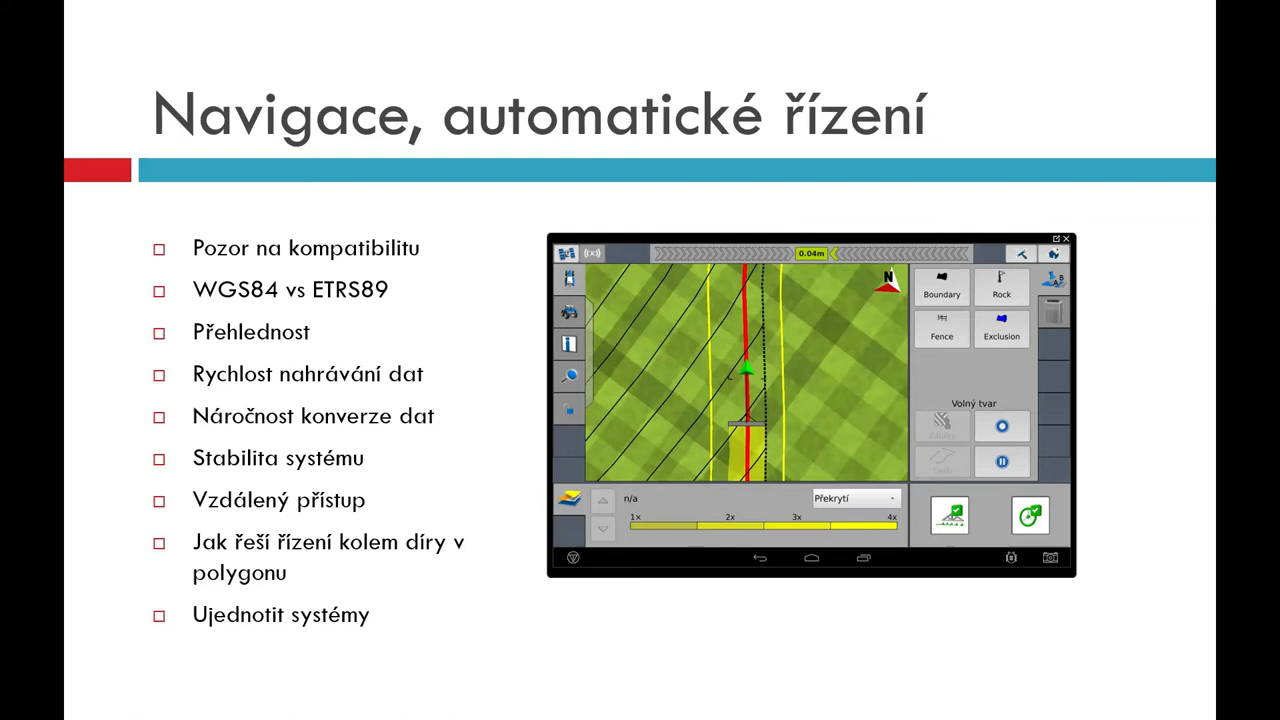 Navigace, automatické řízení
Pozor na kompatibilitu
WGS84 vs ETRS89
Přehlednost
Rychlost nahrávání dat
Náročnost konverze dat
Stabilita systému
Vzdálený přístup
Jak řeší řízení kolem díry v
polygonu
Ujednotit systémy
0.04m
N
A
B
Boundary
Rock
Fence
Exclusion
Volný tvar
n/a
Překrytí
1x
2x
3x
4x